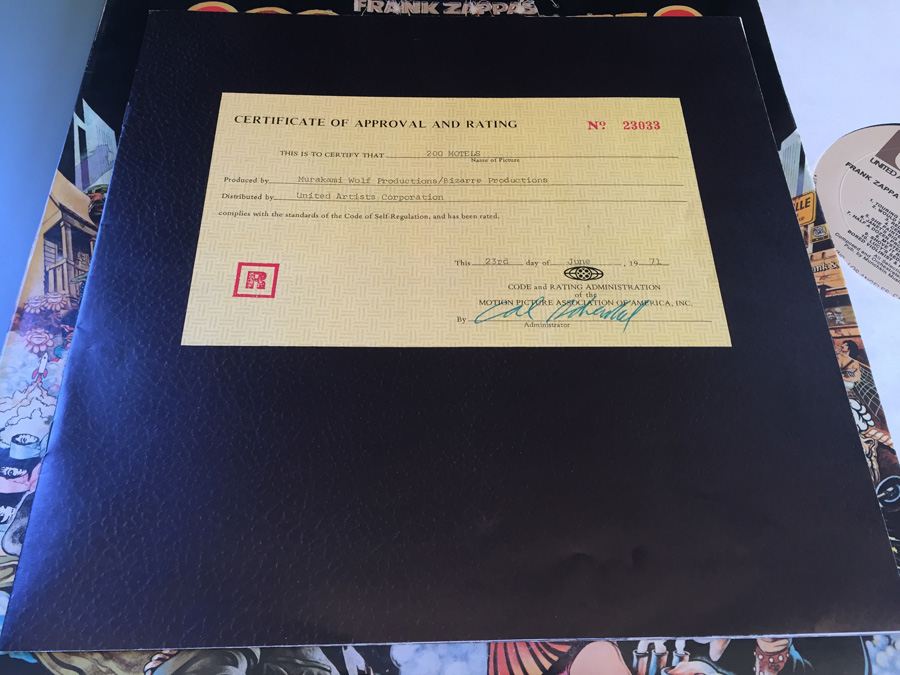 FRANK ZAPPA'S
CERTIFICATE OF APPROVAL AND RATING
Nº 23033
THIS IS TO CERTIFY THAT 200 MOTELS
Name of Picture
Produced by Murakami Wolf Productions/Bizarre Productions
Distributed by United Artists Corporation
complies with the standards of the Code of Self-Regulation, and has been rated,
R
This 23rd day of June, 1971
CODE and RATING ADMINISTRATION
of the
MOTION PICTURE ASSOCIATION OF AMERICA, INC.
By
Administrator
UNITED
FRANK ZAPPA